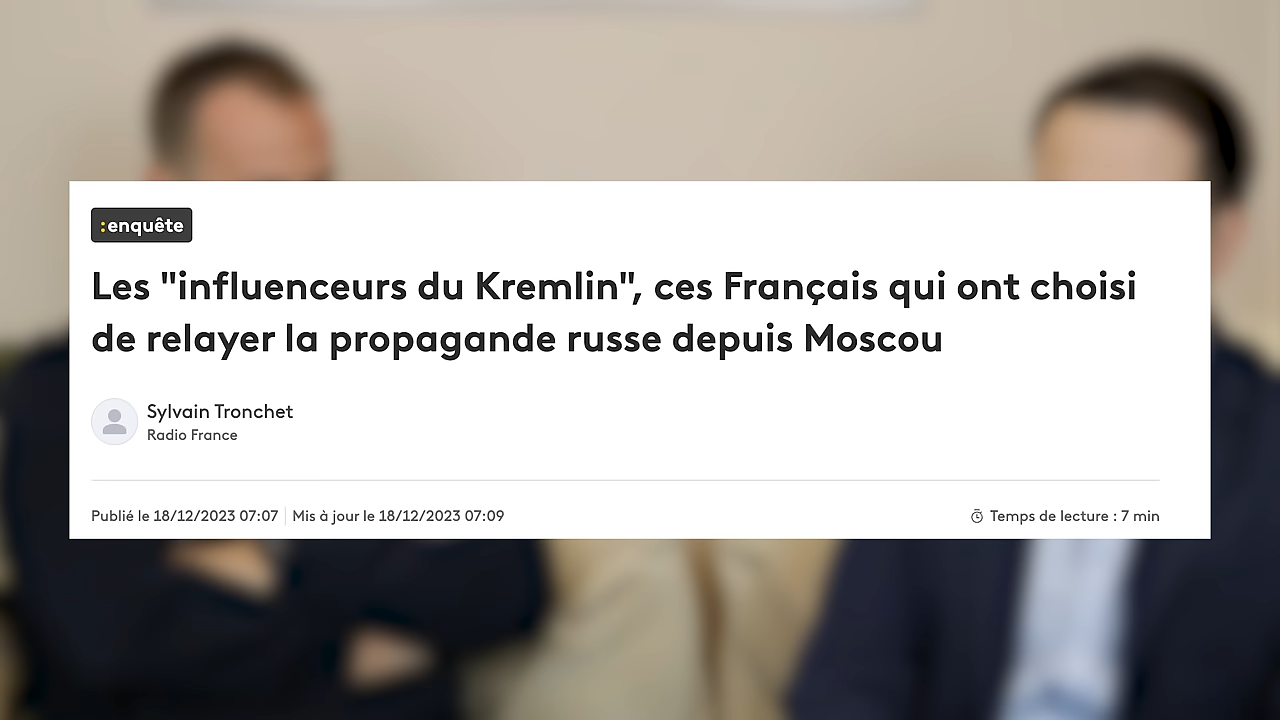 :enquête
Les "influenceurs du Kremlin", ces Français qui ont choisi
de relayer la propagande russe depuis Moscou
Sylvain Tronchet
Radio France
Publié le 18/12/2023 07:07 | Mis à jour le 18/12/2023 07:09
Temps de lecture : 7 min